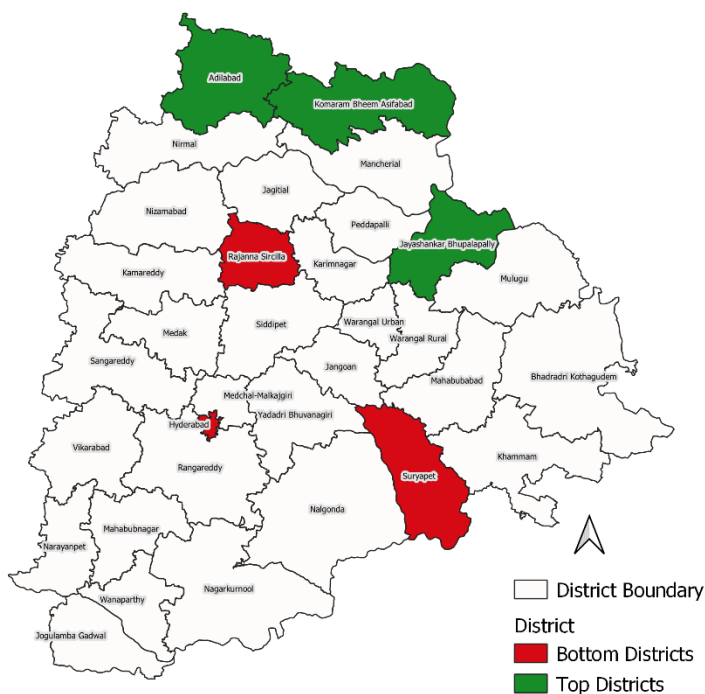 Adilabad
Komaram Bheem Asifabad
Nirmal
Mancherial
Jagitial
Nizamabad
Peddapalli
Jayashankar Bhupalapally
Rajanna Sircilla
Karimnagar
Mulugu
Kamareddy
Siddipet
Warangal Urban
Medak
Warangal Rural
Sangareddy
Jangoan
Mahabubabad
Bhadradri Kothagudem
Medchal-Malkajgiri
Yadadri Bhuvanagiri
Hyderabad
Vikarabad
Khammam
Rangareddy
Suryapet
Nalgonda
Mahabubnagar
Narayanpet
Nagarkurnool
Wanaparthy
Jogulamba Gadwal
District Boundary
District
Bottom Districts
Top Districts